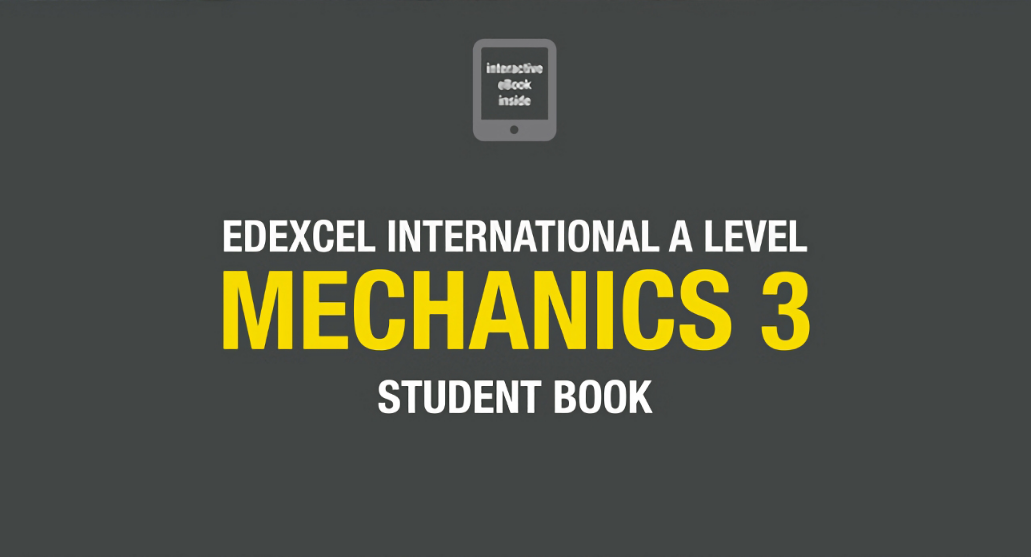 interactive
eBook
inside
EDEXCEL INTERNATIONAL A LEVEL
MECHANICS 3
STUDENT BOOK